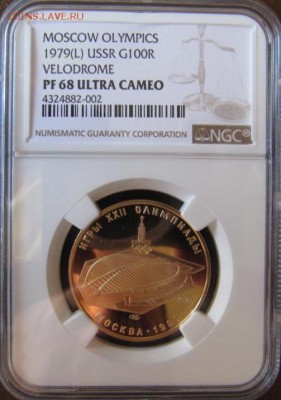 coins.LAVE.RU
MOSCOW OLYMPICS
1979(L) USSR G100R
VELODROME
PF 68 ULTRA CAMEO
4324882-002
NUMISMATIC GUARANTY CORPORATION
NGC
ИГРЫ XXII ОЛИМПИАДЫ
МОСКВА